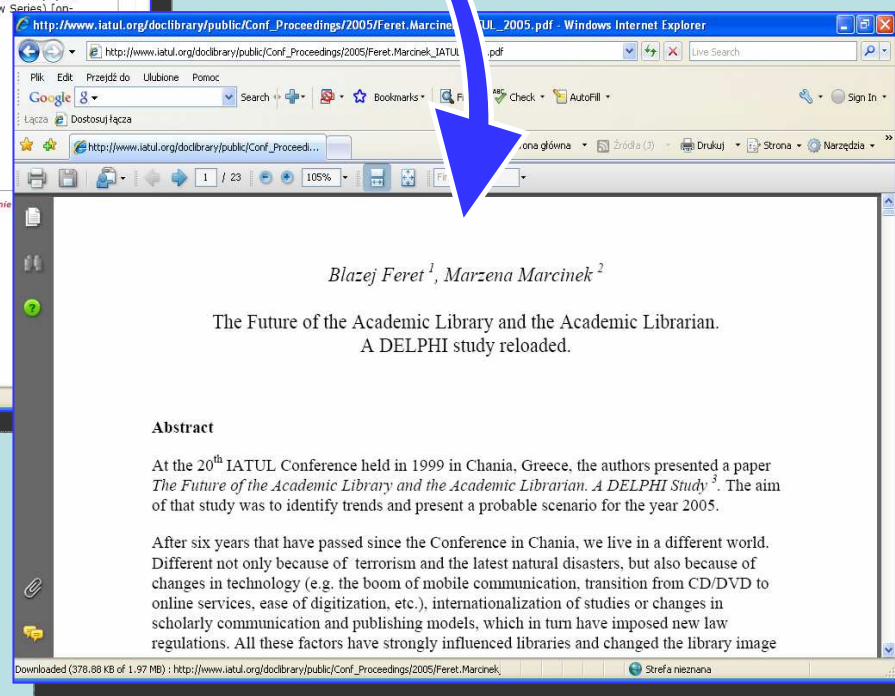 w Series) [on-
http://www.iatul.org/doclibrary/public/Conf_Proceedings/2005/Feret.Marcine UL_2005.pdf - Windows Internet Explorer
http://www.iatul.org/doclibrary/public/Conf_Proceedings/2005/Feret.Marcinek_IATUL .pdf Live Search
Plik Edit Przejdź do Ulubione Pomoc
Google Search Bookmarks Check AutoFill Sign In
Łącza Dostosuj łącza
http://www.iatul.org/doclibrary/public/Conf_Proceedi... ona główna Źródła (3) Drukuj Strona Narzędzia »
1 / 23 105%
nie
Blazej Feret 1, Marzena Marcinek 2
The Future of the Academic Library and the Academic Librarian.
A DELPHI study reloaded.
Abstract
At the 20th IATUL Conference held in 1999 in Chania, Greece, the authors presented a paper
The Future of the Academic Library and the Academic Librarian. A DELPHI Study 3. The aim
of that study was to identify trends and present a probable scenario for the year 2005.
After six years that have passed since the Conference in Chania, we live in a different world.
Different not only because of terrorism and the latest natural disasters, but also because of
changes in technology (e.g. the boom of mobile communication, transition from CD/DVD to
online services, ease of digitization, etc.), internationalization of studies or changes in
scholarly communication and publishing models, which in turn have imposed new law
regulations. All these factors have strongly influenced libraries and changed the library image
Downloaded (378.88 KB of 1.97 MB) : http://www.iatul.org/doclibrary/public/Conf_Proceedings/2005/Feret.Marcinek Strefa nieznana